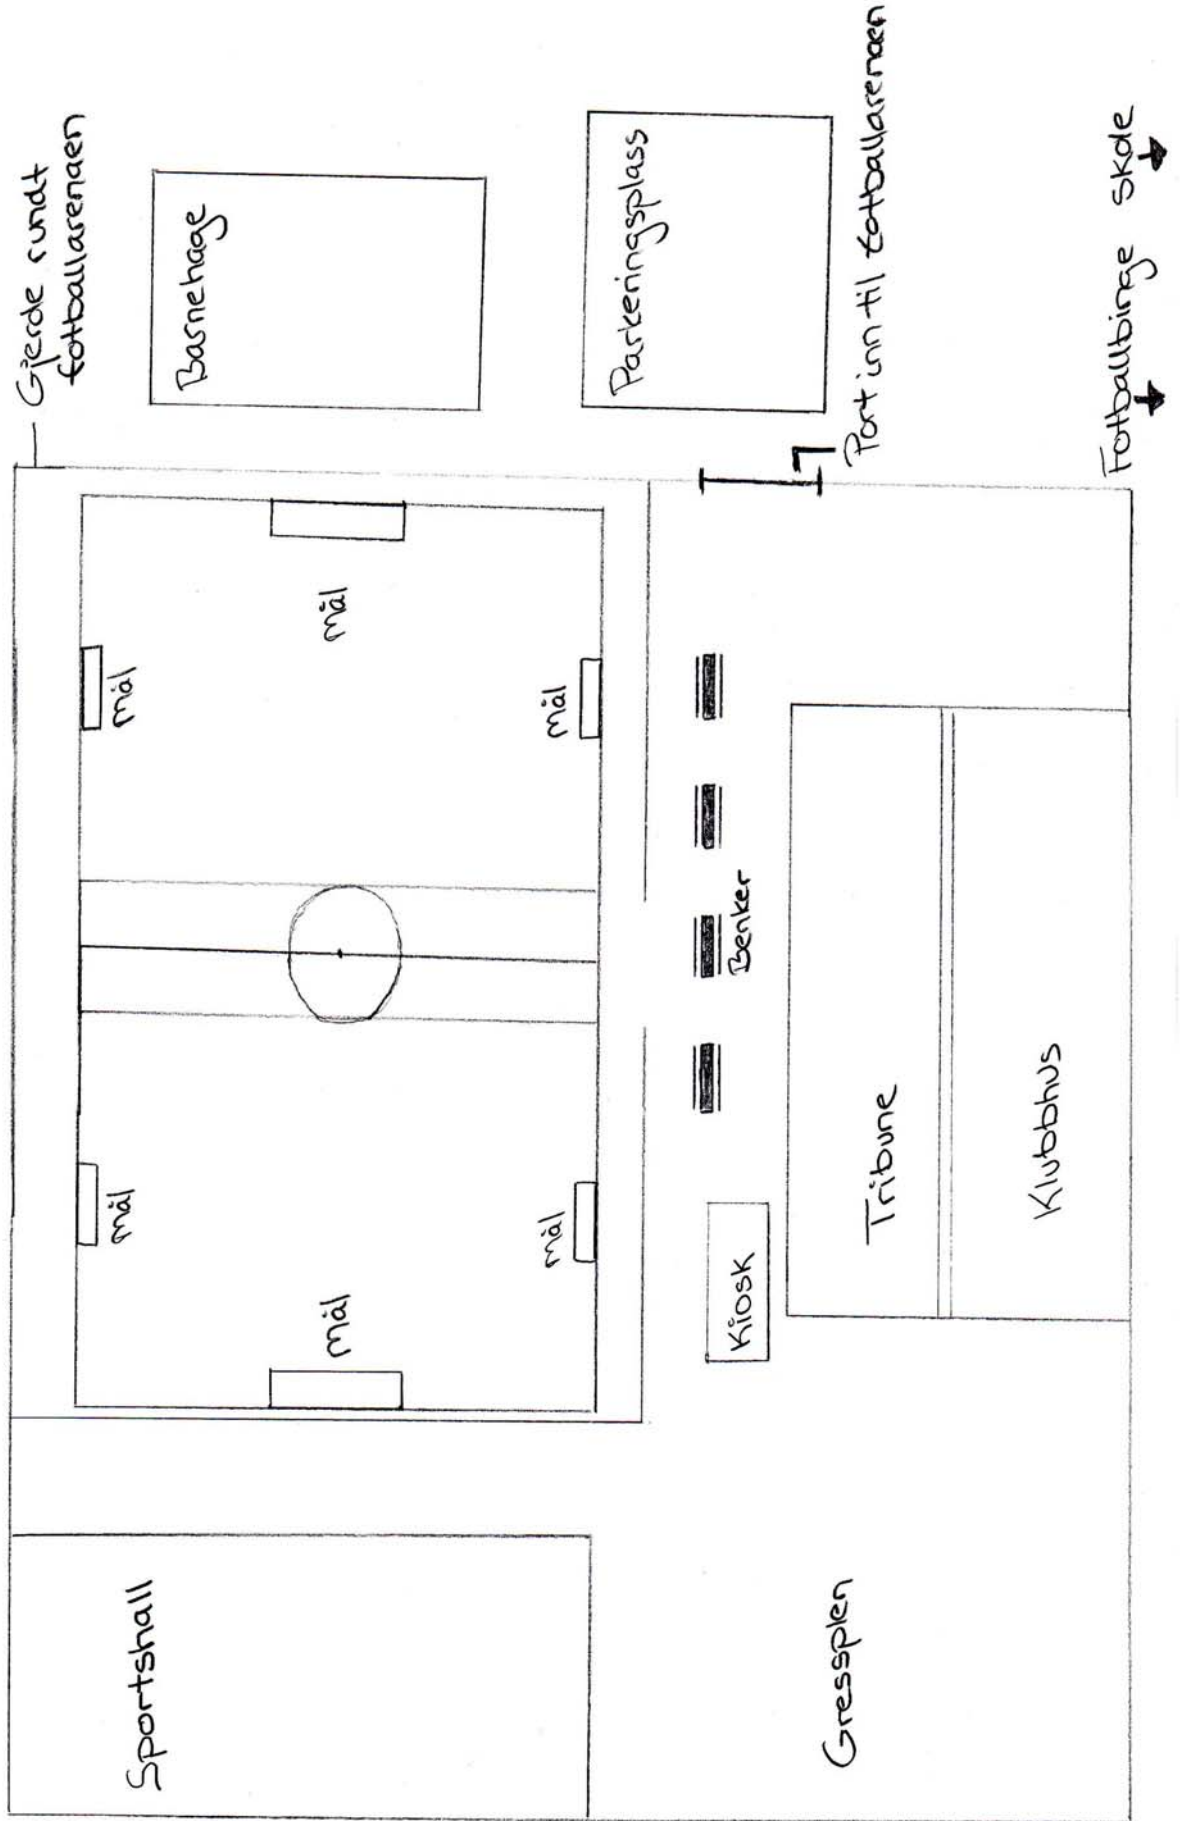 Gjerde rundt
fotballarenaen
Sportshall
mål
mål
Barnehage
mål
mål
mål
mål
Parkeringsplass
Kiosk
Benker
Port inn til fotballarenaen
Gressplen
Tribune
Klubbhus
Fotballbinge
skole